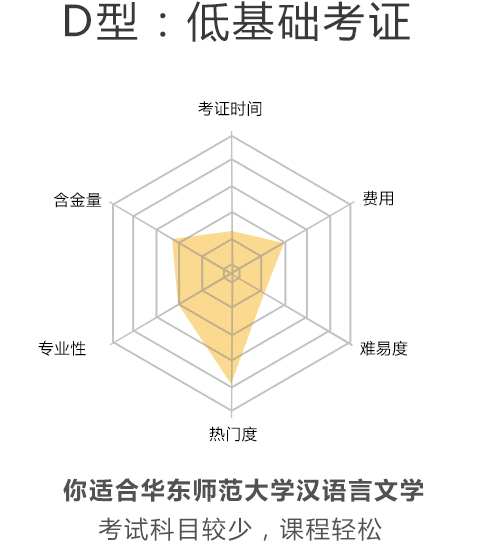 D型：低基础考证
考证时间
含金量
费用
专业性
难易度
热门度
你适合华东师范大学汉语言文学
考试科目较少，课程轻松